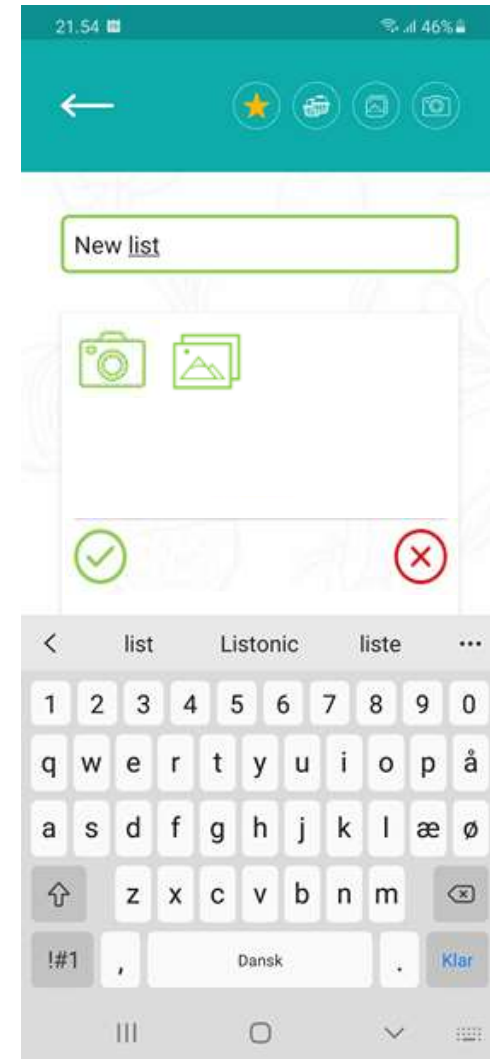 21.54 46%
New list
list Listonic liste
1 2 3 4 5 6 7 8 9 0
q w e r t y u i o p å
a s d f g h j k l æ ø
z x c v b n m
!#1 , Dansk . Klar